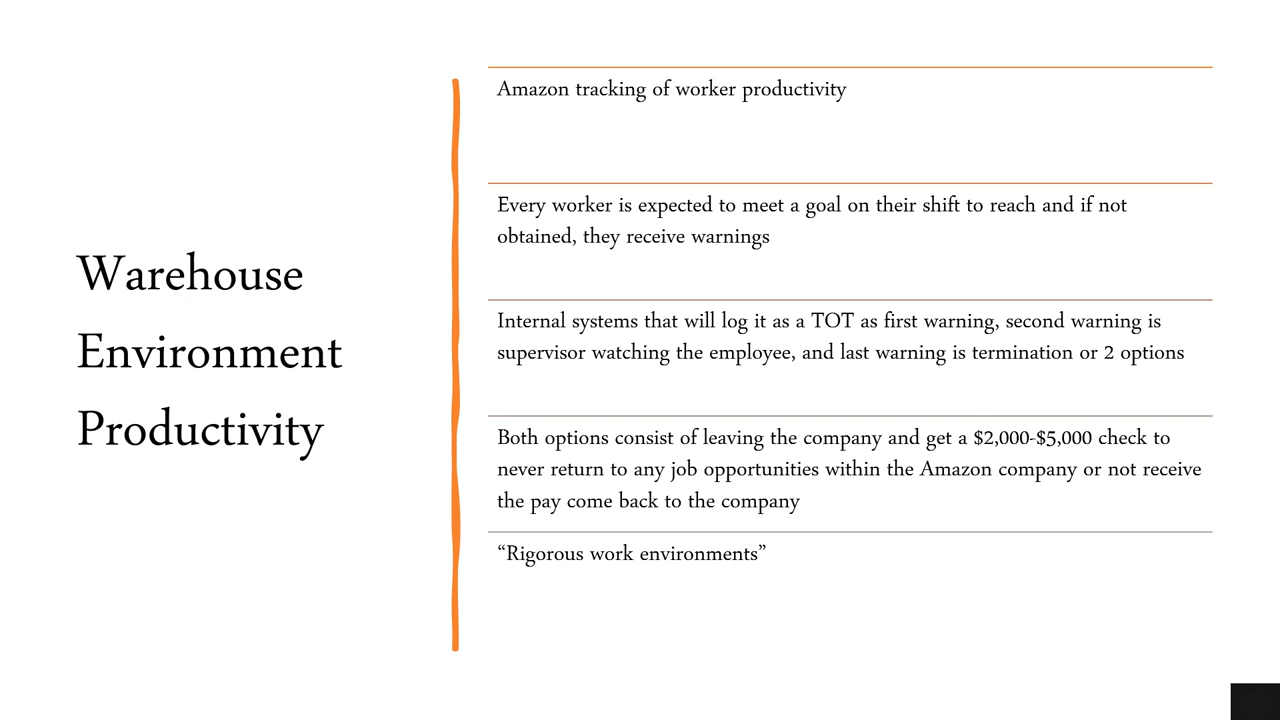 Warehouse
Environment
Productivity
Amazon tracking of worker productivity
Every worker is expected to meet a goal on their shift to reach and if not
obtained, they receive warnings
Internal systems that will log it as a TOT as first warning, second warning is
supervisor watching the employee, and last warning is termination or 2 options
Both options consist of leaving the company and get a $2,000-$5,000 check to
never return to any job opportunities within the Amazon company or not receive
the pay come back to the company
“Rigorous work environments”